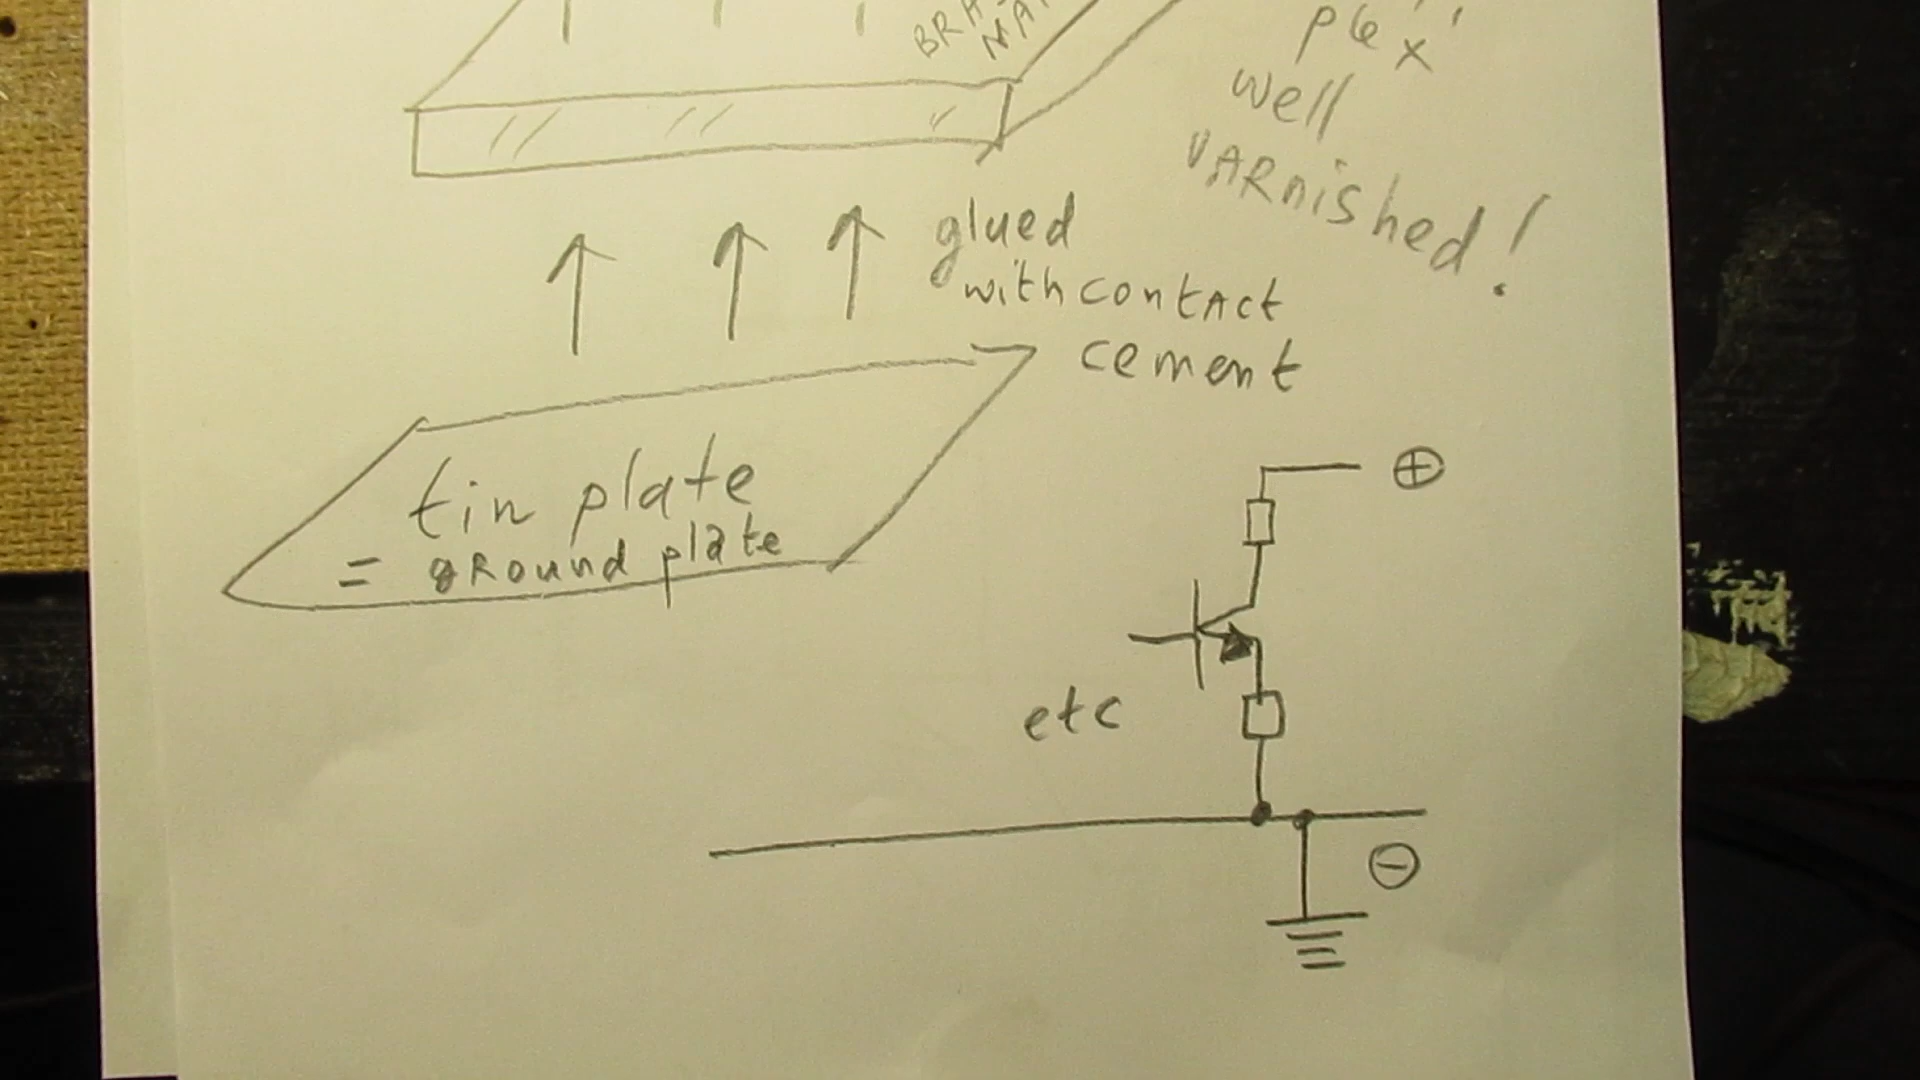 plex
well
VARnished!
glued
with contAct
cement
tin plate
= gRound plate
⊕
etc
⊖